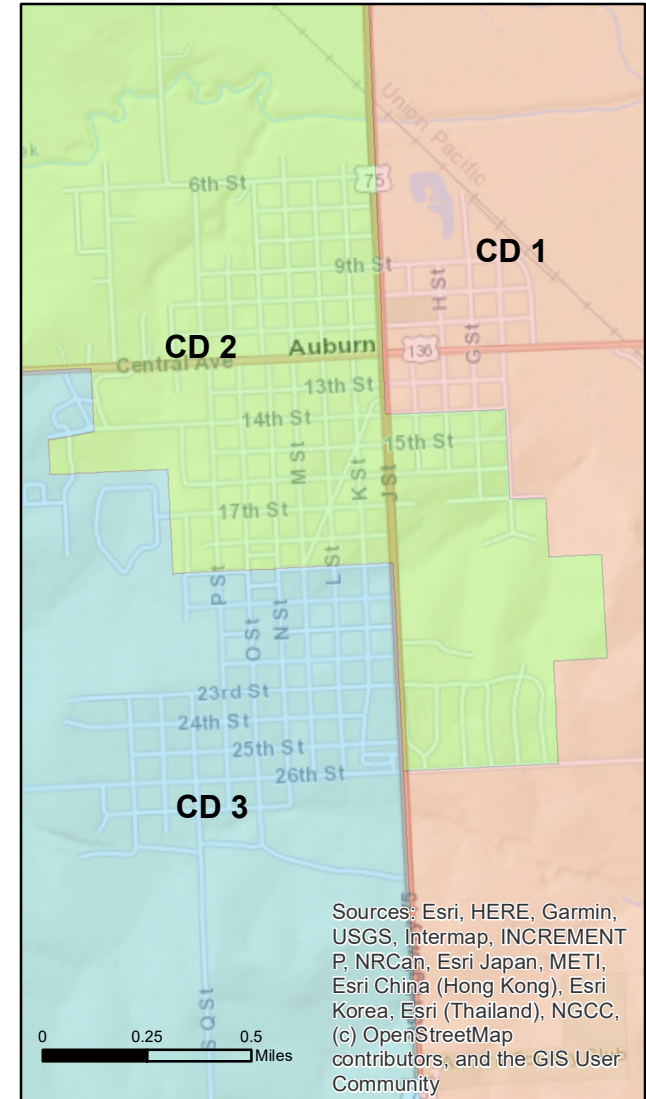 Union Pacific
ek
6th St
75
CD 1
9th St
H St
G St
CD 2
Auburn
136
Central Ave
13th St
14th St
15th St
M St
K St
J St
17th St
L St
P St
N St
O St
23rd St
24th St
25th St
26th St
CD 3
S Q St
0 0.25 0.5
Miles
Sources: Esri, HERE, Garmin,
USGS, Intermap, INCREMENT
P, NRCan, Esri Japan, METI,
Esri China (Hong Kong), Esri
Korea, Esri (Thailand), NGCC,
(c) OpenStreetMap
contributors, and the GIS User
Community